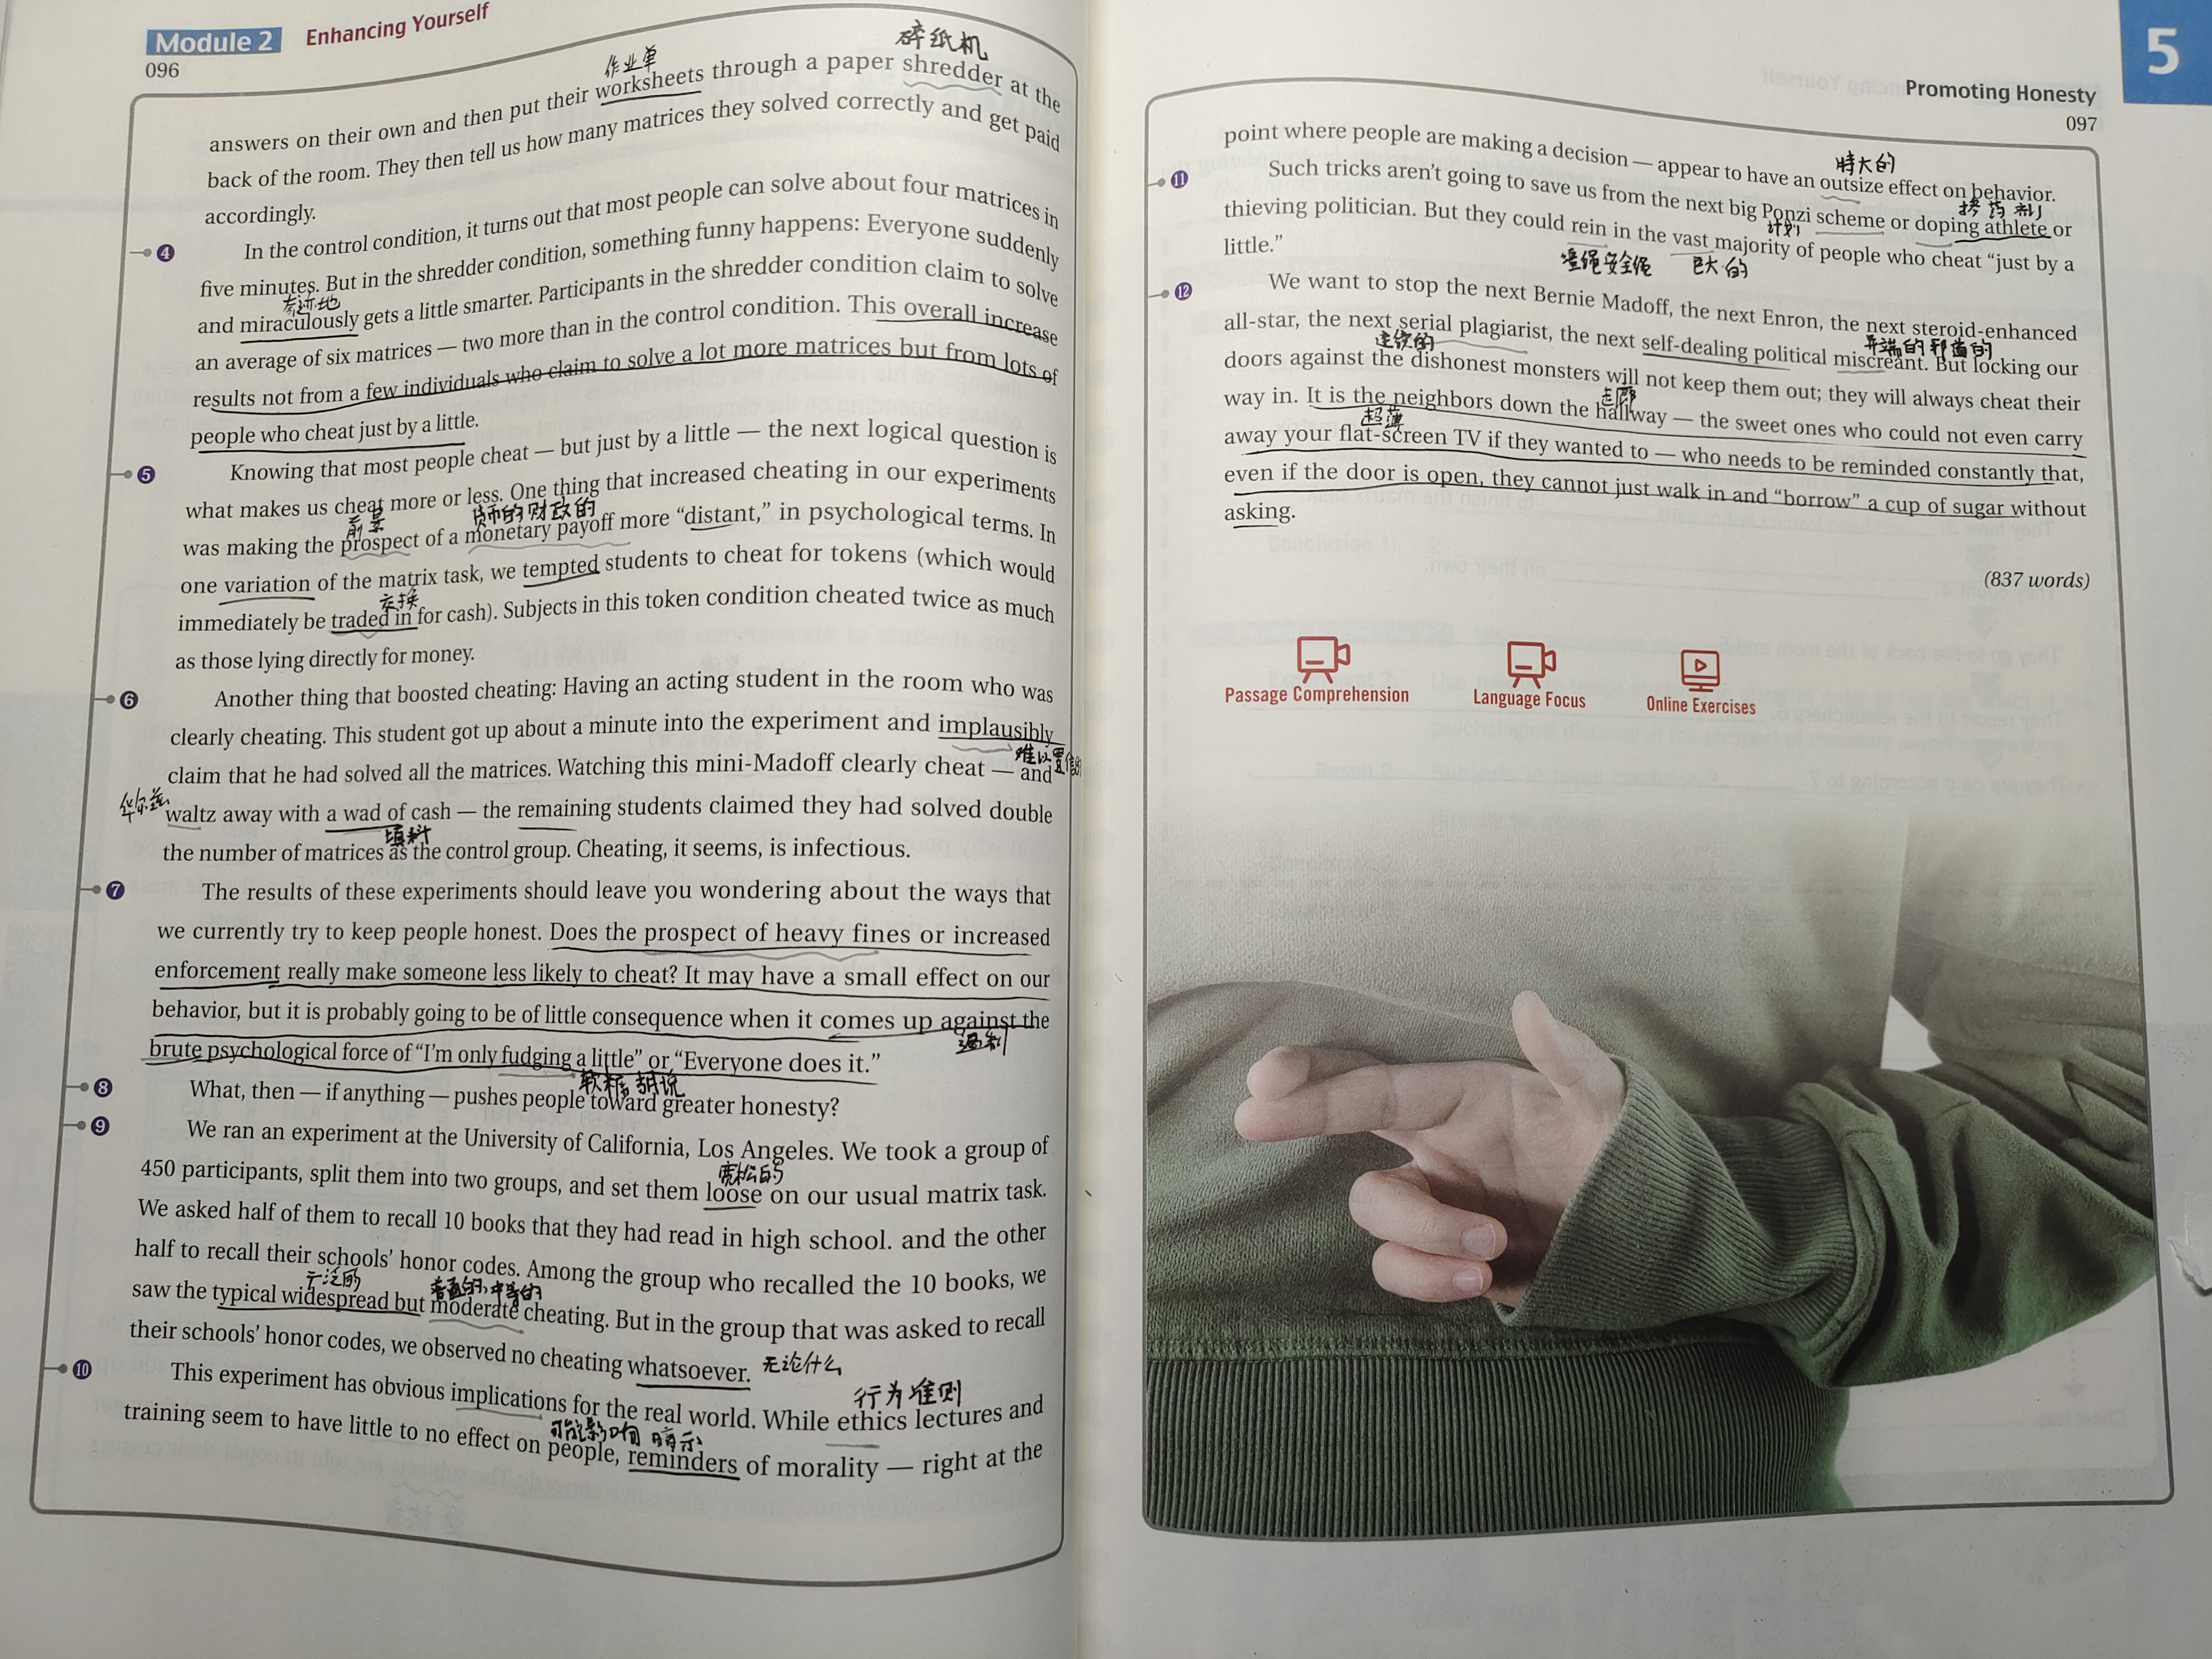 Module 2 Enhancing Yourself
096
碎纸机
作业单
answers on their own and then put their worksheets through a paper shredder at the
back of the room. They then tell us how many matrices they solved correctly and get paid
accordingly.
④ In the control condition, it turns out that most people can solve about four matrices in
five minutes. But in the shredder condition, something funny happens: Everyone suddenly
奇迹地
and miraculously gets a little smarter. Participants in the shredder condition claim to solve
an average of six matrices — two more than in the control condition. This overall increase
results not from a few individuals who claim to solve a lot more matrices but from lots of
people who cheat just by a little.
⑤ Knowing that most people cheat — but just by a little — the next logical question is
what makes us cheat more or less. One thing that increased cheating in our experiments
前景 货币的 财政的
was making the prospect of a monetary payoff more “distant,” in psychological terms. In
one variation of the matrix task, we tempted students to cheat for tokens (which would
交换
immediately be traded in for cash). Subjects in this token condition cheated twice as much
as those lying directly for money.
⑥ Another thing that boosted cheating: Having an acting student in the room who was
clearly cheating. This student got up about a minute into the experiment and implausibly
难以置信的
claim that he had solved all the matrices. Watching this mini-Madoff clearly cheat — and
华尔兹
waltz away with a wad of cash — the remaining students claimed they had solved double
填料
the number of matrices as the control group. Cheating, it seems, is infectious.
⑦ The results of these experiments should leave you wondering about the ways that
we currently try to keep people honest. Does the prospect of heavy fines or increased
enforcement really make someone less likely to cheat? It may have a small effect on our
behavior, but it is probably going to be of little consequence when it comes up against the
遏制
brute psychological force of “I’m only fudging a little” or “Everyone does it.”
软糖 胡说
⑧ What, then — if anything — pushes people toward greater honesty?
⑨ We ran an experiment at the University of California, Los Angeles. We took a group of
宽松的
450 participants, split them into two groups, and set them loose on our usual matrix task.
We asked half of them to recall 10 books that they had read in high school. and the other
half to recall their schools’ honor codes. Among the group who recalled the 10 books, we
广泛的 普通的,中等的
saw the typical widespread but moderate cheating. But in the group that was asked to recall
their schools’ honor codes, we observed no cheating whatsoever. 无论什么
行为准则
⑩ This experiment has obvious implications for the real world. While ethics lectures and
可能影响 暗示
training seem to have little to no effect on people, reminders of morality — right at the
5
Promoting Honesty
097
特大的
point where people are making a decision — appear to have an outsize effect on behavior.
⑪ Such tricks aren’t going to save us from the next big Ponzi scheme or doping athlete or
计划
thieving politician. But they could rein in the vast majority of people who cheat “just by a
巨大的
little.”
⑫ We want to stop the next Bernie Madoff, the next Enron, the next steroid-enhanced
all-star, the next serial plagiarist, the next self-dealing political miscreant. But locking our
连续的 异端的 邪道的
doors against the dishonest monsters will not keep them out; they will always cheat their
走廊
way in. It is the neighbors down the hallway — the sweet ones who could not even carry
超薄
away your flat-screen TV if they wanted to — who needs to be reminded constantly that,
even if the door is open, they cannot just walk in and “borrow” a cup of sugar without
asking.
(837 words)
Passage Comprehension
Language Focus
Online Exercises